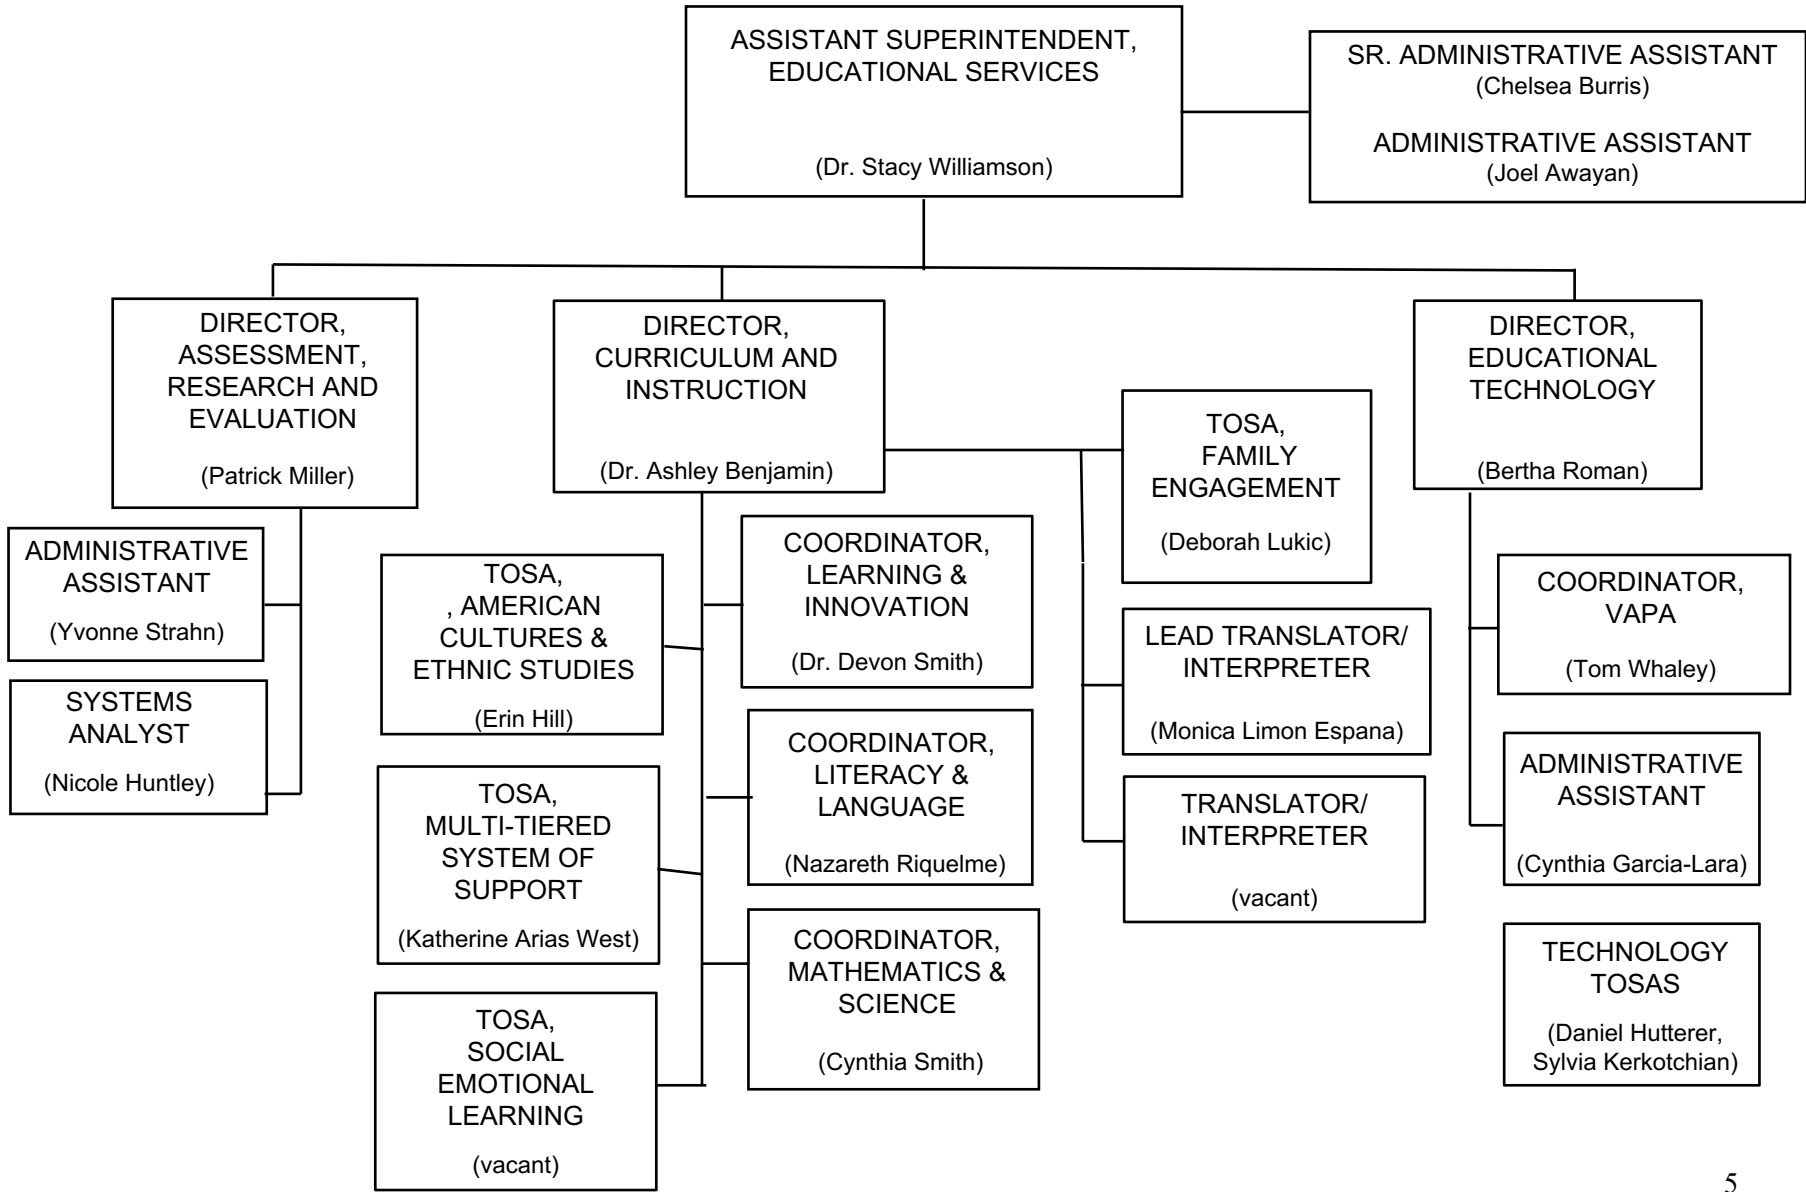 ASSISTANT SUPERINTENDENT,
EDUCATIONAL SERVICES
(Dr. Stacy Williamson)
SR. ADMINISTRATIVE ASSISTANT
(Chelsea Burris)
ADMINISTRATIVE ASSISTANT
(Joel Awayan)
DIRECTOR,
ASSESSMENT,
RESEARCH AND
EVALUATION
(Patrick Miller)
ADMINISTRATIVE
ASSISTANT
(Yvonne Strahn)
SYSTEMS
ANALYST
(Nicole Huntley)
DIRECTOR,
CURRICULUM AND
INSTRUCTION
(Dr. Ashley Benjamin)
TOSA,
, AMERICAN
CULTURES &
ETHNIC STUDIES
(Erin Hill)
TOSA,
MULTI-TIERED
SYSTEM OF
SUPPORT
(Katherine Arias West)
TOSA,
SOCIAL
EMOTIONAL
LEARNING
(vacant)
COORDINATOR,
LEARNING &
INNOVATION
(Dr. Devon Smith)
COORDINATOR,
LITERACY &
LANGUAGE
(Nazareth Riquelme)
COORDINATOR,
MATHEMATICS &
SCIENCE
(Cynthia Smith)
TOSA,
FAMILY
ENGAGEMENT
(Deborah Lukic)
LEAD TRANSLATOR/
INTERPRETER
(Monica Limon Espana)
TRANSLATOR/
INTERPRETER
(vacant)
DIRECTOR,
EDUCATIONAL
TECHNOLOGY
(Bertha Roman)
COORDINATOR,
VAPA
(Tom Whaley)
ADMINISTRATIVE
ASSISTANT
(Cynthia Garcia-Lara)
TECHNOLOGY
TOSAS
(Daniel Hutterer,
Sylvia Kerkotchian)
5